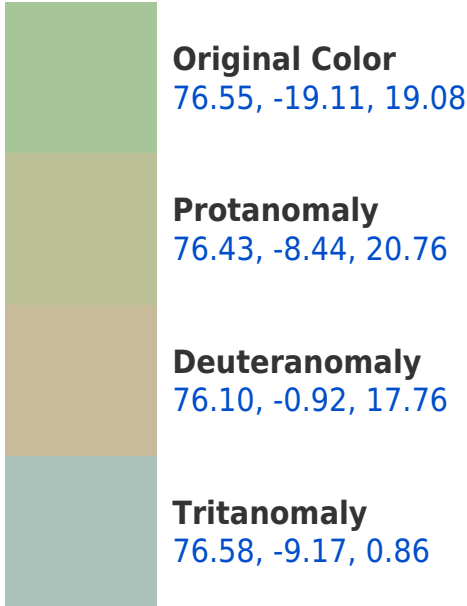 Original Color
76.55, -19.11, 19.08
Protanomaly
76.43, -8.44, 20.76
Deuteranomaly
76.10, -0.92, 17.76
Tritanomaly
76.58, -9.17, 0.86